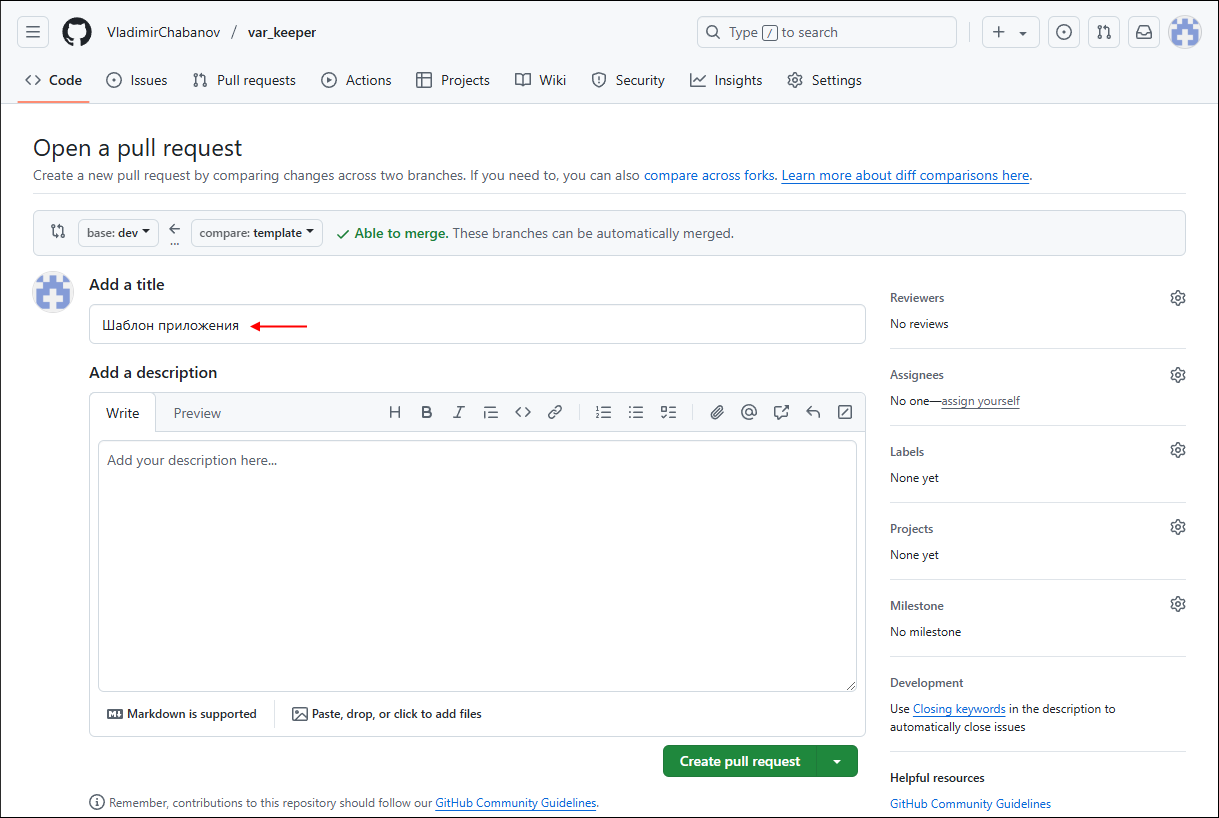 VladimirChabanov / var_keeper
Type / to search
Code Issues Pull requests Actions Projects Wiki Security Insights Settings
Open a pull request
Create a new pull request by comparing changes across two branches. If you need to, you can also compare across forks. Learn more about diff comparisons here.
base: dev ... compare: template Able to merge. These branches can be automatically merged.
Add a title
Шаблон приложения
Add a description
Write Preview
Add your description here...
Markdown is supported
Paste, drop, or click to add files
Create pull request
Remember, contributions to this repository should follow our GitHub Community Guidelines.
Reviewers
No reviews
Assignees
No one—assign yourself
Labels
None yet
Projects
None yet
Milestone
No milestone
Development
Use Closing keywords in the description to
automatically close issues
Helpful resources
GitHub Community Guidelines